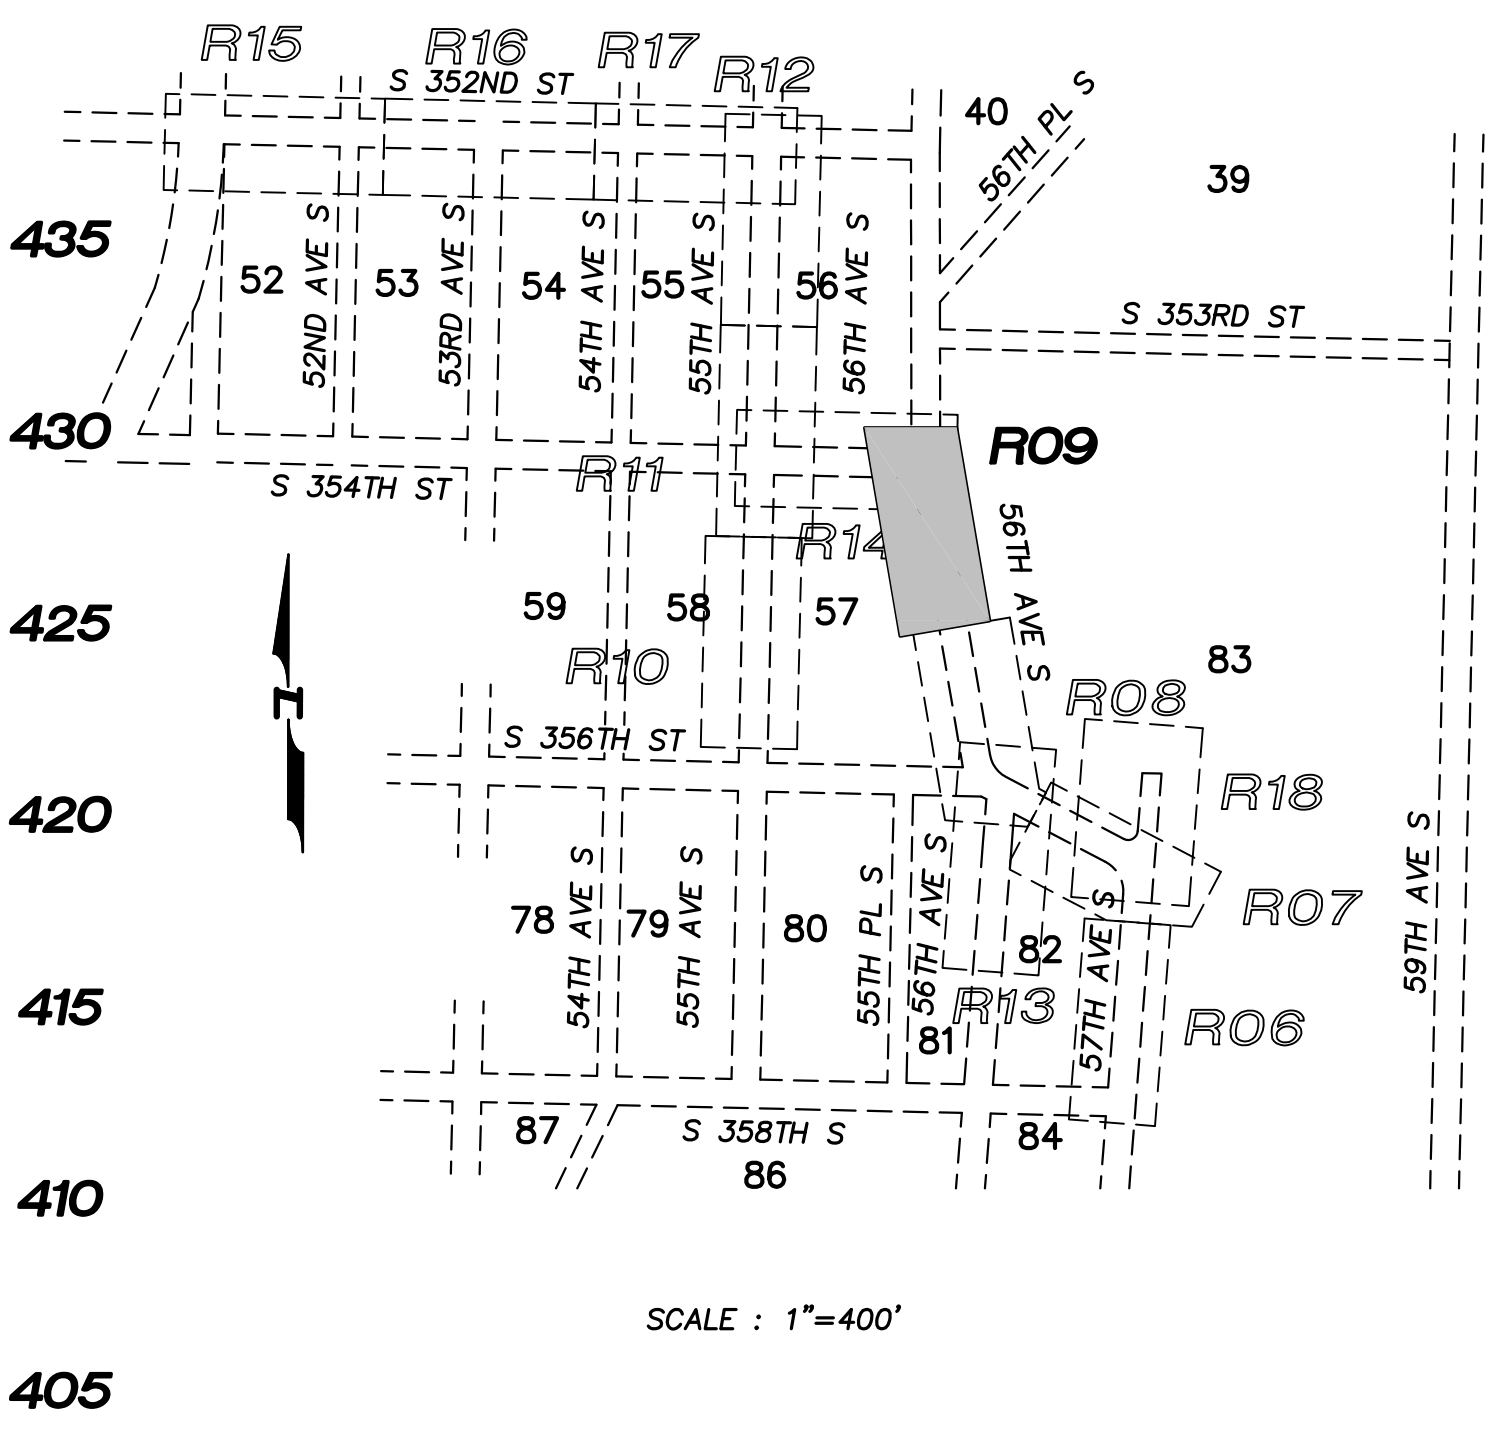 R15
R16
R17
R12
S 352ND ST
40
56TH PL S
39
435
52
52ND AVE S
53
53RD AVE S
54
54TH AVE S
55
55TH AVE S
56
56TH AVE S
S 353RD ST
430
R09
S 354TH ST
R11
R14
56TH AVE S
425
59
58
57
83
R10
R08
S 356TH ST
R18
420
59TH AVE S
78
54TH AVE S
79
55TH AVE S
80
55TH PL S
56TH AVE S
82
57TH AVE S
R07
415
R13
81
R06
87
S 358TH S
84
86
410
SCALE : 1"=400'
405